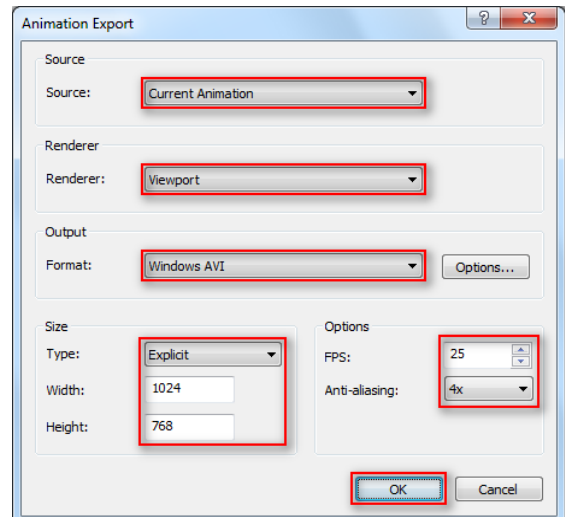 Animation Export
Source
Source: Current Animation
Renderer
Renderer: Viewport
Output
Format: Windows AVI Options...
Size
Type: Explicit
Width: 1024
Height: 768
Options
FPS: 25
Anti-aliasing: 4x
OK Cancel